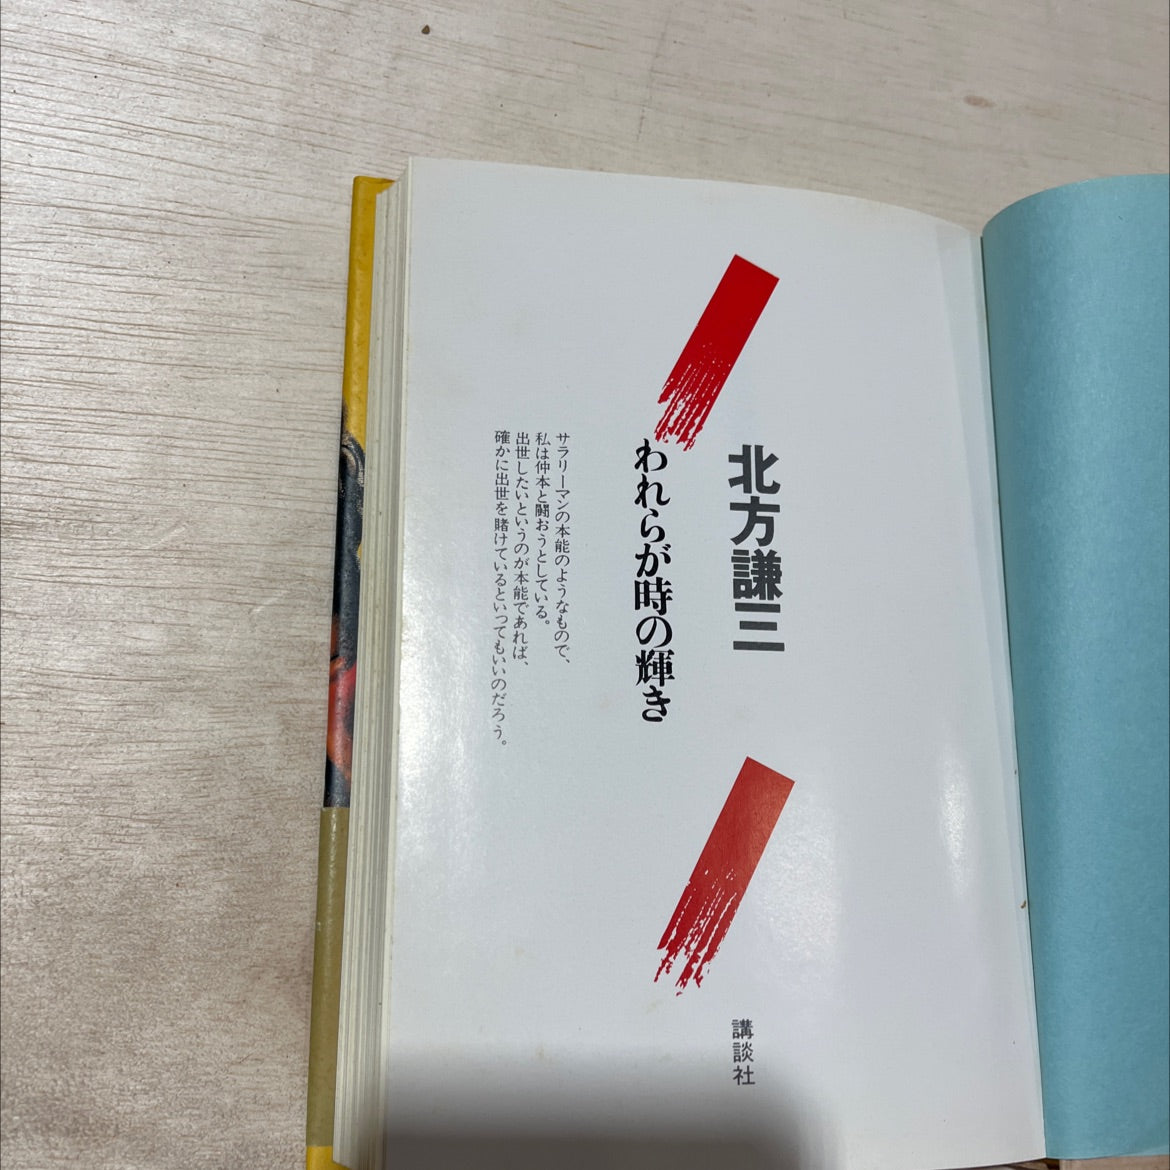 北方謙三
われらが時の輝き
サラリーマンの本能のようなもので、
私は仲本と闘おうとしている。
出世したいというのが本能であれば、
確かに出世を賭けているといってもいいのだろう。
講談社